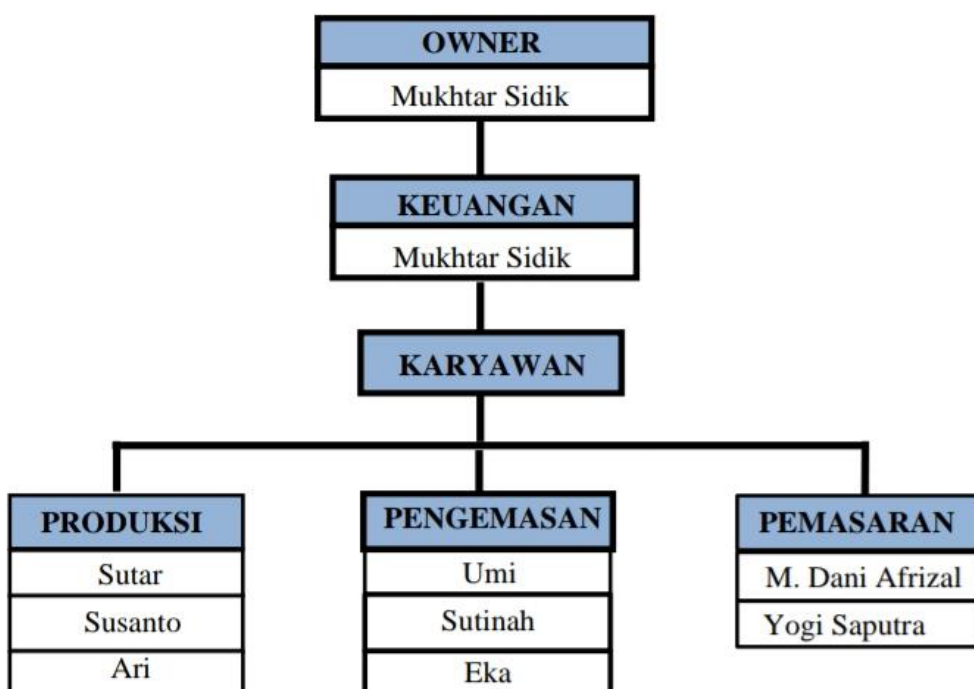 OWNER
Mukhtar Sidik
KEUANGAN
Mukhtar Sidik
KARYAWAN
PRODUKSI
Sutar
Susanto
Ari
PENGEMASAN
Umi
Sutinah
Eka
PEMASARAN
M. Dani Afrizal
Yogi Saputra